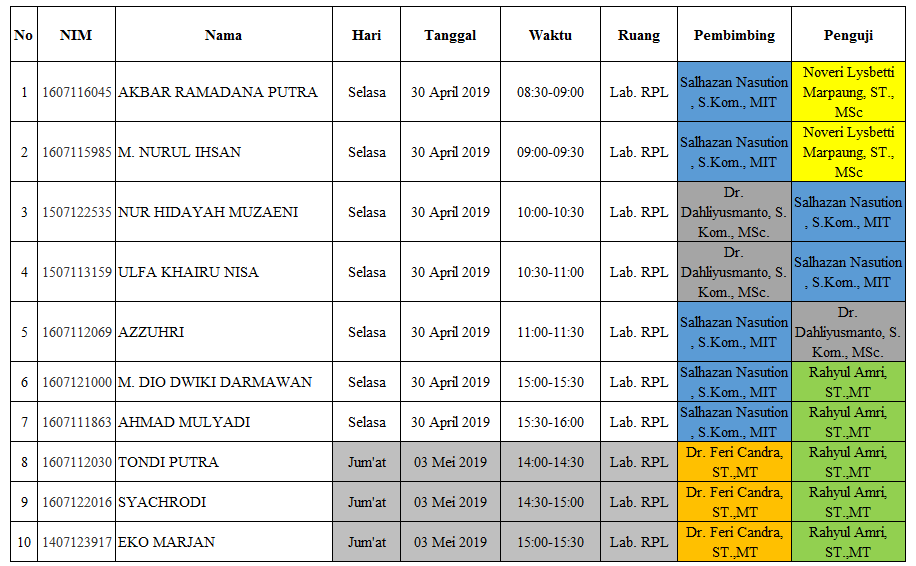 No NIM Nama Hari Tanggal Waktu Ruang Pembimbing Penguji
1 1607116045 AKBAR RAMADANA PUTRA Selasa 30 April 2019 08:30-09:00 Lab. RPL Salhazan Nasution , S.Kom., MIT Noveri Lysbetti Marpaung, ST., MSc
2 1607115985 M. NURUL IHSAN Selasa 30 April 2019 09:00-09:30 Lab. RPL Salhazan Nasution , S.Kom., MIT Noveri Lysbetti Marpaung, ST., MSc
3 1507122535 NUR HIDAYAH MUZAENI Selasa 30 April 2019 10:00-10:30 Lab. RPL Dr. Dahliyusmanto, S. Kom., MSc. Salhazan Nasution , S.Kom., MIT
4 1507113159 ULFA KHAIRU NISA Selasa 30 April 2019 10:30-11:00 Lab. RPL Dr. Dahliyusmanto, S. Kom., MSc. Salhazan Nasution , S.Kom., MIT
5 1607112069 AZZUHRI Selasa 30 April 2019 11:00-11:30 Lab. RPL Salhazan Nasution , S.Kom., MIT Dr. Dahliyusmanto, S. Kom., MSc.
6 1607121000 M. DIO DWIKI DARMAWAN Selasa 30 April 2019 15:00-15:30 Lab. RPL Salhazan Nasution , S.Kom., MIT Rahyul Amri, ST.,MT
7 1607111863 AHMAD MULYADI Selasa 30 April 2019 15:30-16:00 Lab. RPL Salhazan Nasution , S.Kom., MIT Rahyul Amri, ST.,MT
8 1607112030 TONDI PUTRA Jum'at 03 Mei 2019 14:00-14:30 Lab. RPL Dr. Feri Candra, ST.,MT Rahyul Amri, ST.,MT
9 1607122016 SYACHRODI Jum'at 03 Mei 2019 14:30-15:00 Lab. RPL Dr. Feri Candra, ST.,MT Rahyul Amri, ST.,MT
10 1407123917 EKO MARJAN Jum'at 03 Mei 2019 15:00-15:30 Lab. RPL Dr. Feri Candra, ST.,MT Rahyul Amri, ST.,MT